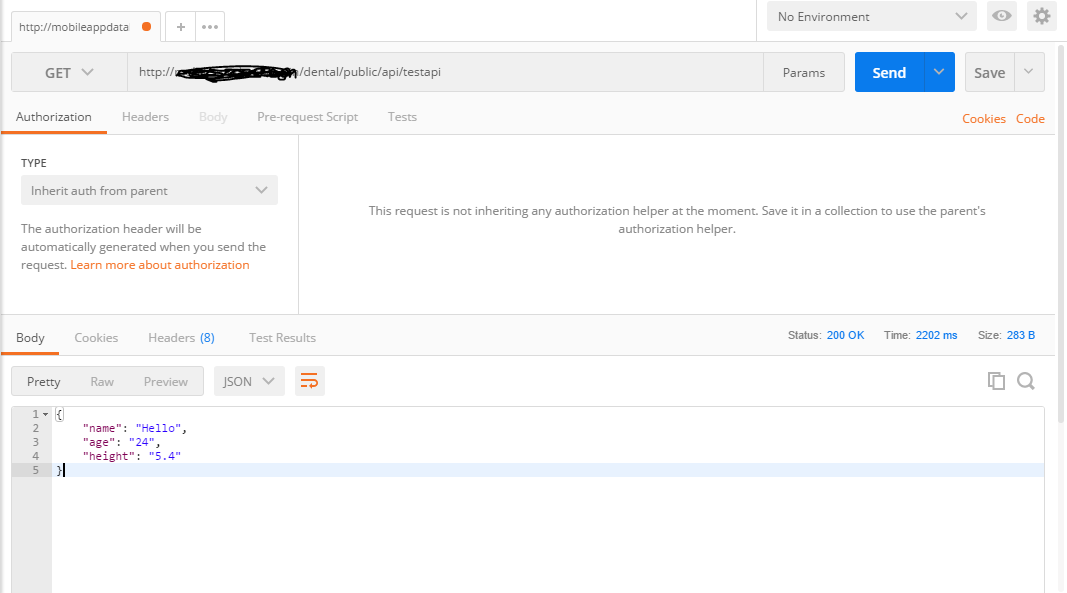 http://mobileappdata
No Environment
GET
http:// /dental/public/api/testapi
Params
Send
Save
Authorization
Headers
Body
Pre-request Script
Tests
Cookies
Code
TYPE
Inherit auth from parent
The authorization header will be
automatically generated when you send the
request. Learn more about authorization
This request is not inheriting any authorization helper at the moment. Save it in a collection to use the parent's
authorization helper.
Body
Cookies
Headers (8)
Test Results
Status: 200 OK
Time: 2202 ms
Size: 283 B
Pretty
Raw
Preview
JSON
1 {
2 "name": "Hello",
3 "age": "24",
4 "height": "5.4"
5 }